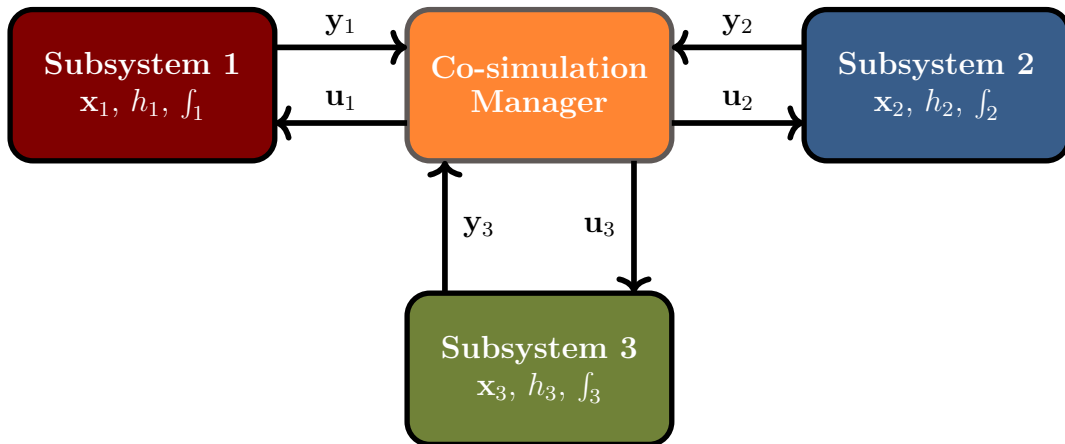 Subsystem 1
x₁, h₁, ∫₁
y₁
u₁
Co-simulation
Manager
y₂
u₂
Subsystem 2
x₂, h₂, ∫₂
y₃
u₃
Subsystem 3
x₃, h₃, ∫₃